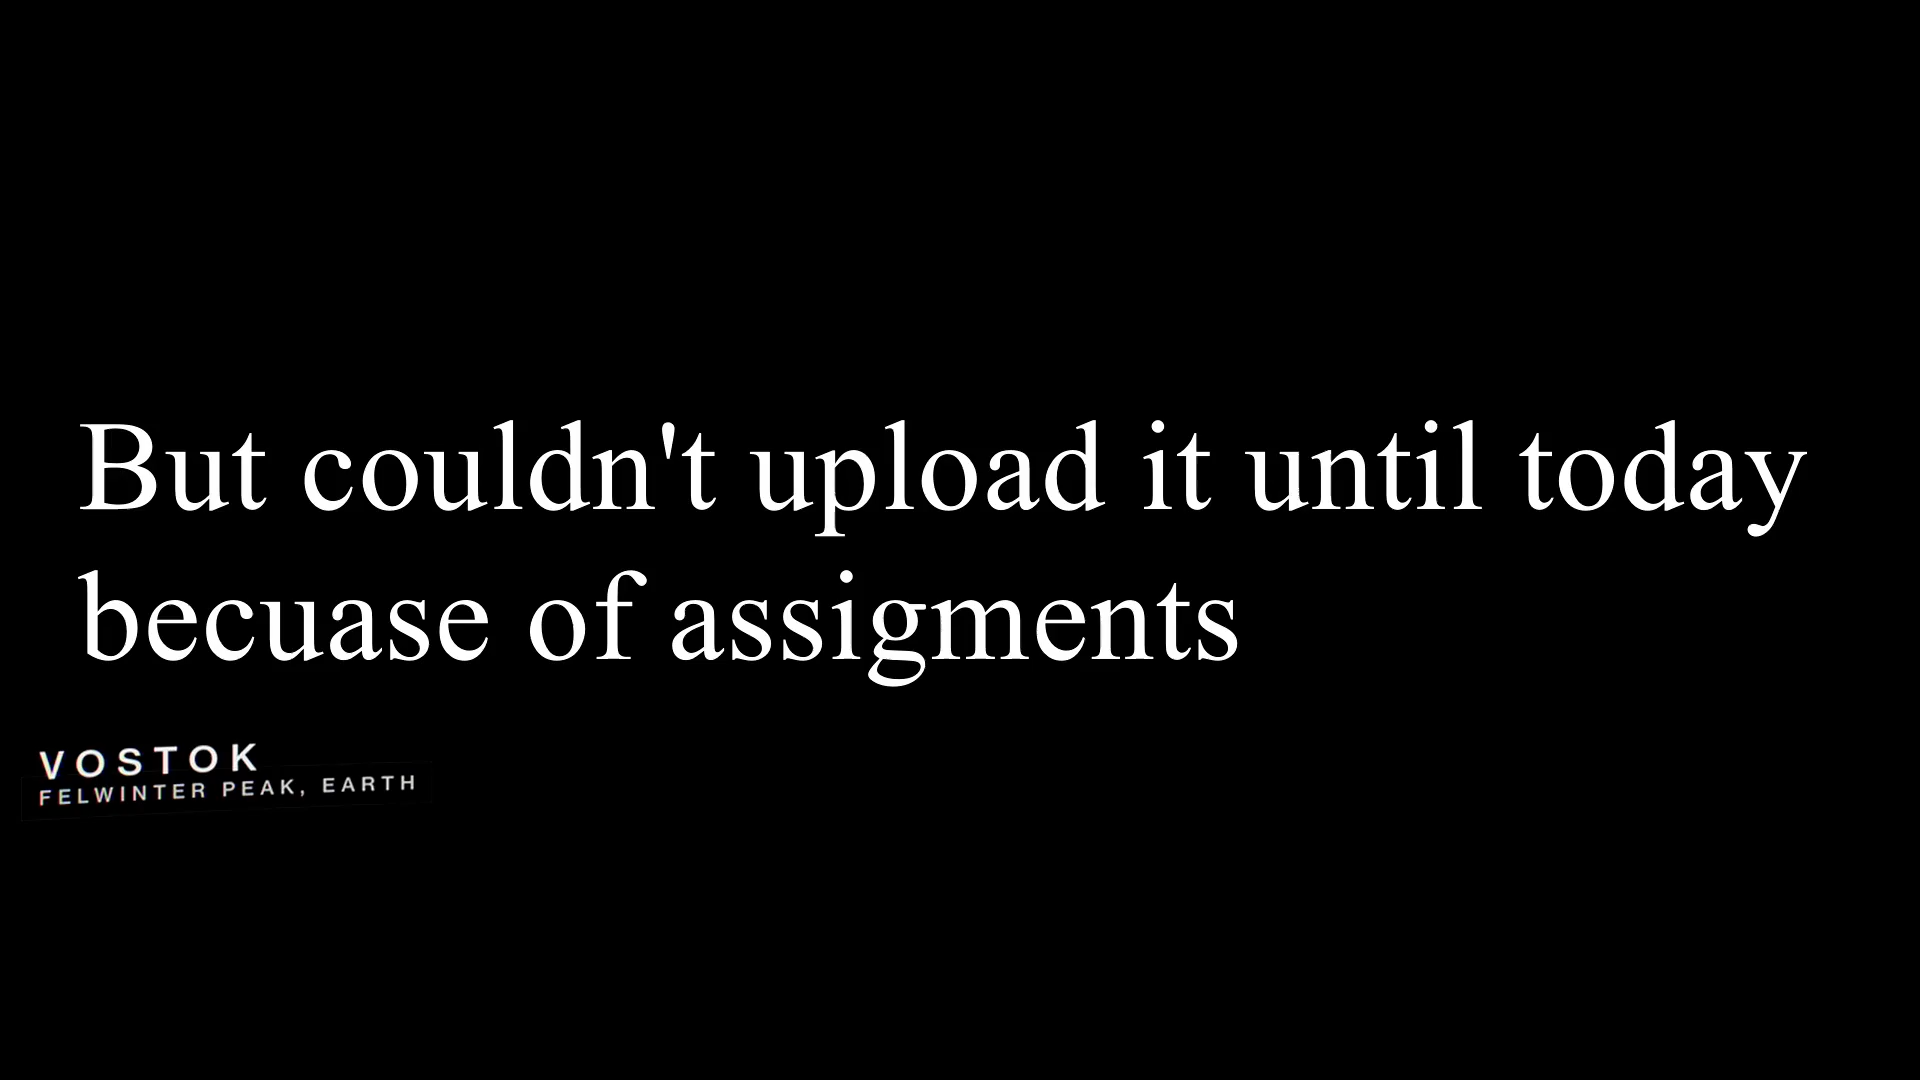 But couldn't upload it until today
becuase of assigments
VOSTOK
FELWINTER PEAK, EARTH